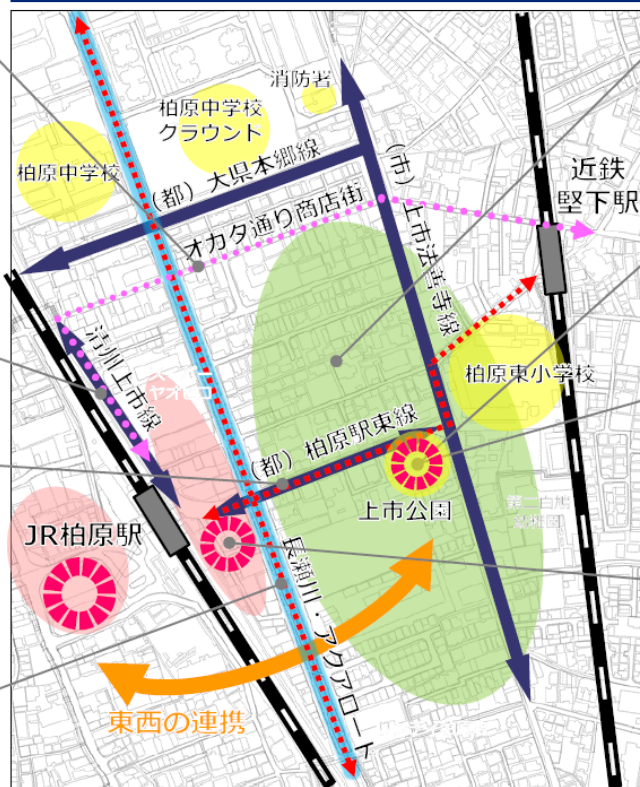 消防署
柏原中学校
クラウント
柏原中学校
(都) 大県本郷線
オカタ通り商店街
(市) 上市法善寺線
近鉄
堅下駅
清州上市線
柏原東小学校
(都) 柏原駅東線
上市公園
JR柏原駅
長瀬川・アクアロート
東西の連携